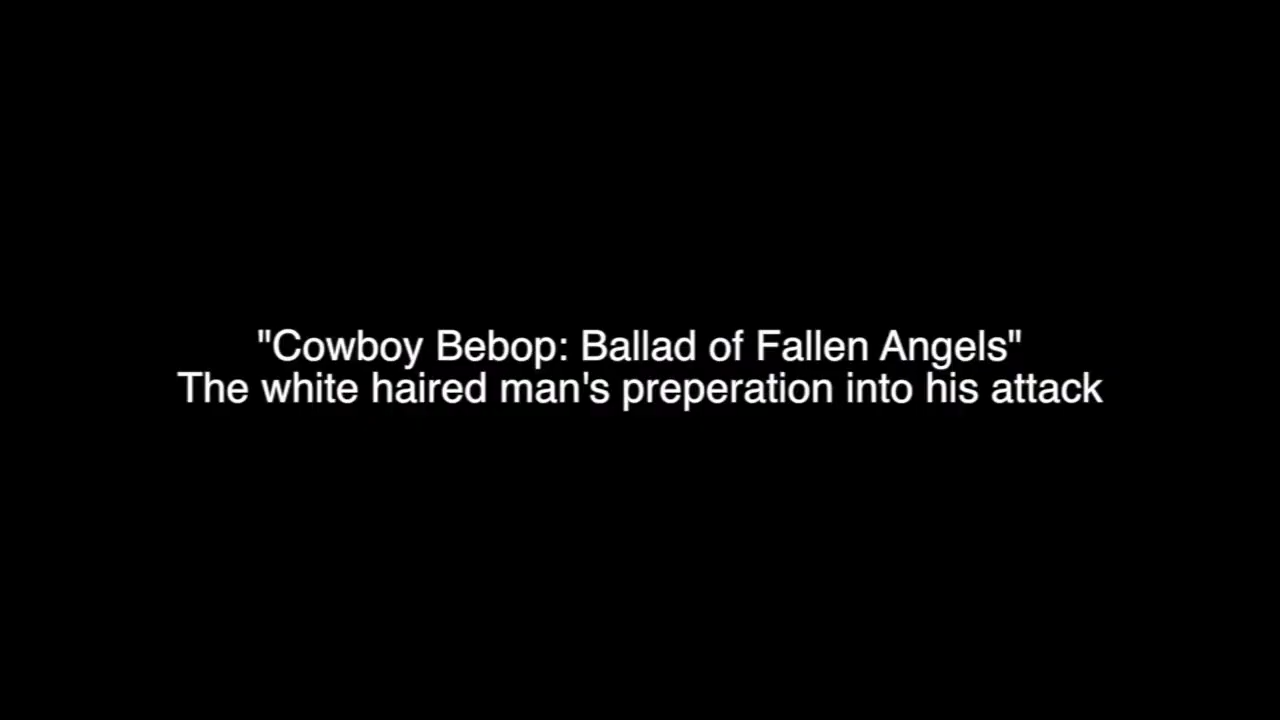 "Cowboy Bebop: Ballad of Fallen Angels"
The white haired man's preperation into his attack